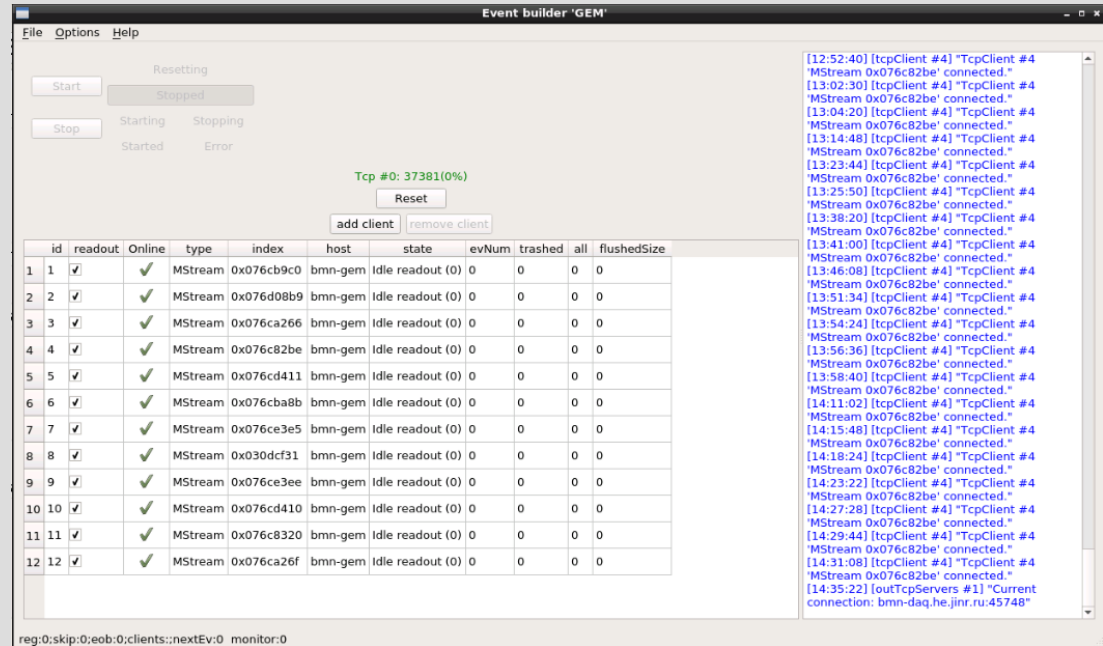 Event builder 'GEM'
File Options Help
Resetting
Start
Stopped
Starting Stopping
Stop
Started Error
Tcp #0: 37381(0%)
Reset
add client remove client
id readout Online type index host state evNum trashed all flushedSize
1 1 MStream 0x076cb9c0 bmn-gem Idle readout (0) 0 0 0 0
2 2 MStream 0x076d08b9 bmn-gem Idle readout (0) 0 0 0 0
3 3 MStream 0x076ca266 bmn-gem Idle readout (0) 0 0 0 0
4 4 MStream 0x076c82be bmn-gem Idle readout (0) 0 0 0 0
5 5 MStream 0x076cd411 bmn-gem Idle readout (0) 0 0 0 0
6 6 MStream 0x076cba8b bmn-gem Idle readout (0) 0 0 0 0
7 7 MStream 0x076ce3e5 bmn-gem Idle readout (0) 0 0 0 0
8 8 MStream 0x030dcf31 bmn-gem Idle readout (0) 0 0 0 0
9 9 MStream 0x076ce3ee bmn-gem Idle readout (0) 0 0 0 0
10 10 MStream 0x076cd410 bmn-gem Idle readout (0) 0 0 0 0
11 11 MStream 0x076c8320 bmn-gem Idle readout (0) 0 0 0 0
12 12 MStream 0x076ca26f bmn-gem Idle readout (0) 0 0 0 0
[12:52:40] [tcpClient #4] "TcpClient #4
'MStream 0x076c82be' connected."
[13:02:30] [tcpClient #4] "TcpClient #4
'MStream 0x076c82be' connected."
[13:04:20] [tcpClient #4] "TcpClient #4
'MStream 0x076c82be' connected."
[13:14:48] [tcpClient #4] "TcpClient #4
'MStream 0x076c82be' connected."
[13:23:44] [tcpClient #4] "TcpClient #4
'MStream 0x076c82be' connected."
[13:25:50] [tcpClient #4] "TcpClient #4
'MStream 0x076c82be' connected."
[13:38:20] [tcpClient #4] "TcpClient #4
'MStream 0x076c82be' connected."
[13:41:00] [tcpClient #4] "TcpClient #4
'MStream 0x076c82be' connected."
[13:46:08] [tcpClient #4] "TcpClient #4
'MStream 0x076c82be' connected."
[13:51:34] [tcpClient #4] "TcpClient #4
'MStream 0x076c82be' connected."
[13:54:24] [tcpClient #4] "TcpClient #4
'MStream 0x076c82be' connected."
[13:56:36] [tcpClient #4] "TcpClient #4
'MStream 0x076c82be' connected."
[13:58:40] [tcpClient #4] "TcpClient #4
'MStream 0x076c82be' connected."
[14:11:02] [tcpClient #4] "TcpClient #4
'MStream 0x076c82be' connected."
[14:15:48] [tcpClient #4] "TcpClient #4
'MStream 0x076c82be' connected."
[14:18:24] [tcpClient #4] "TcpClient #4
'MStream 0x076c82be' connected."
[14:23:22] [tcpClient #4] "TcpClient #4
'MStream 0x076c82be' connected."
[14:27:28] [tcpClient #4] "TcpClient #4
'MStream 0x076c82be' connected."
[14:29:44] [tcpClient #4] "TcpClient #4
'MStream 0x076c82be' connected."
[14:31:08] [tcpClient #4] "TcpClient #4
'MStream 0x076c82be' connected."
[14:35:22] [outTcpServers #1] "Current
connection: bmn-daq.he.jinr.ru:45748"
reg:0;skip:0;eob:0;clients:;nextEv:0 monitor:0